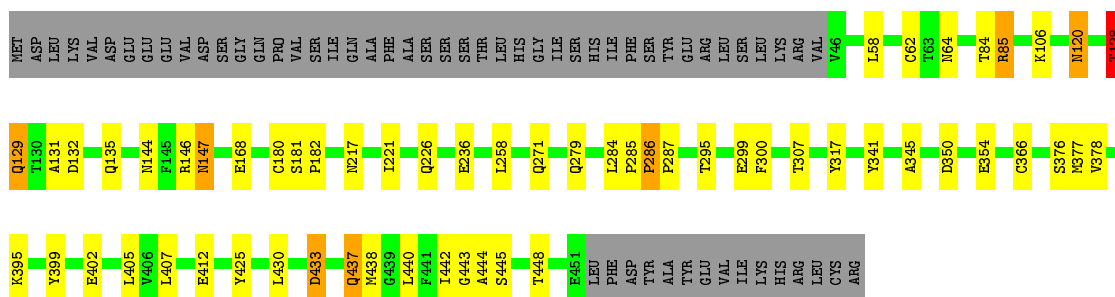 MET ASP LEU LYS VAL ASP GLU GLU GLU VAL ASP SER GLY GLN PRO VAL SER ILE GLN ALA PHE ALA SER SER SER THR LEU HIS GLY ILE SER HIS ILE PHE SER TYR GLU ARG LEU SER LEU LYS ARG VAL V46 L58 C62 T63 N64 T84 R85 K106 N120 T128
Q129 T130 A131 D132 Q135 N144 F145 R146 N147 E168 C180 S181 P182 N217 I221 Q226 E236 L258 Q271 Q279 L284 P285 P286 P287 T295 E299 F300 T307 Y317 Y341 A345 D350 E354 C366 S376 M377 V378
K395 Y399 E402 L405 V406 L407 E412 Y425 L430 D433 Q437 M438 G439 L440 F441 I442 G443 A444 S445 T448 E451 LEU PHE ASP TYR ALA TYR GLU VAL ILE LYS HIS ARG LEU CYS ARG